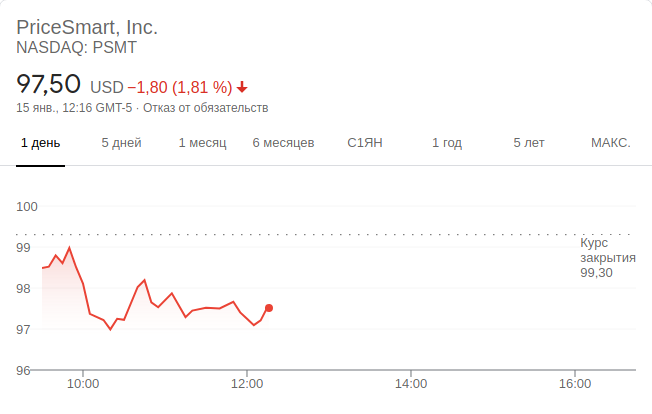 PriceSmart, Inc.
NASDAQ: PSMT
97,50 USD −1,80 (1,81 %)
15 янв., 12:16 GMT-5 · Отказ от обязательств
1 день 5 дней 1 месяц 6 месяцев С1ЯН 1 год 5 лет МАКС.
100
99
98
97
96
Курс
закрытия
99,30
10:00 12:00 14:00 16:00